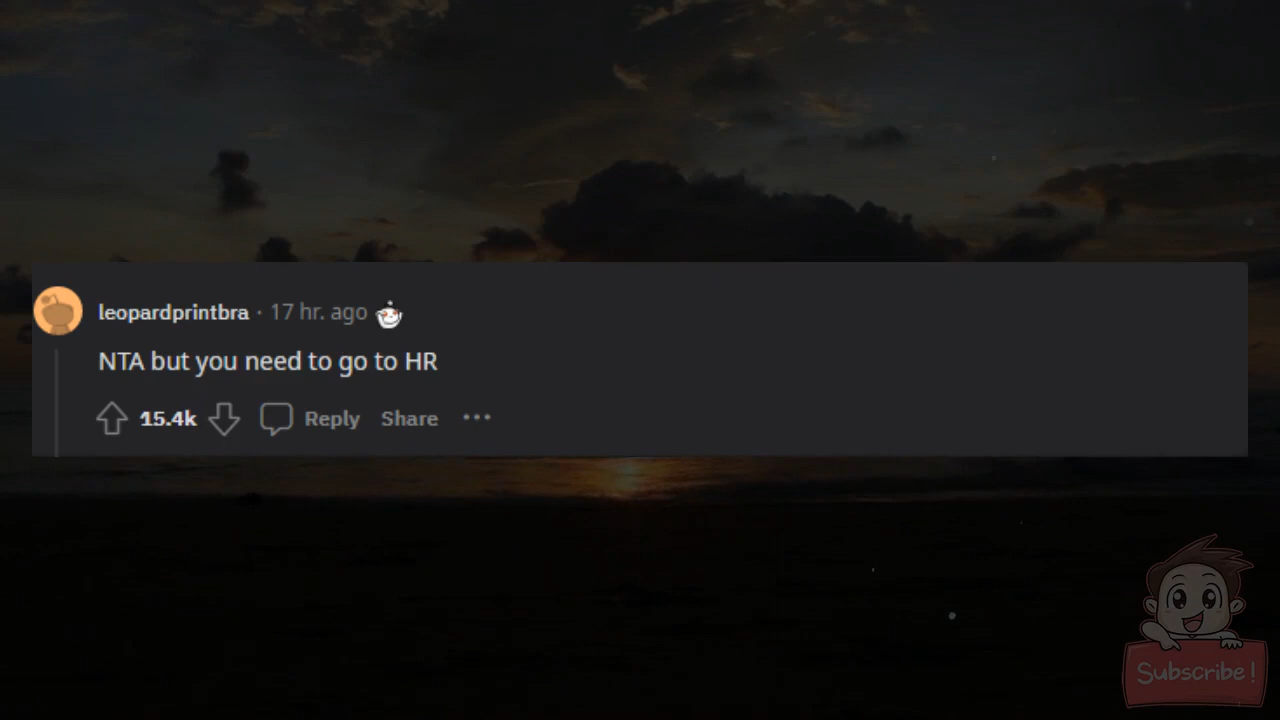 leopardprintbra · 17 hr. ago
NTA but you need to go to HR
15.4k Reply Share ···
Subscribe!